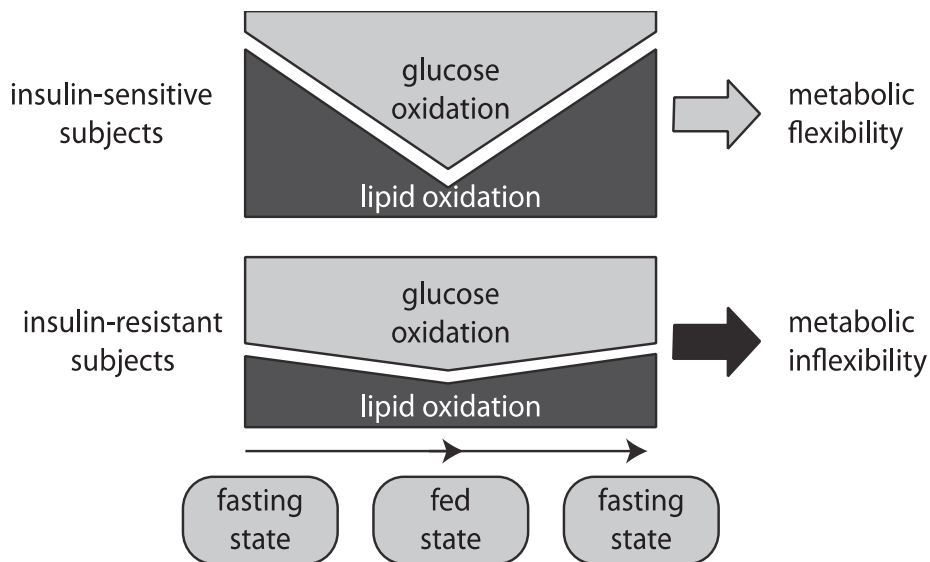 insulin-sensitive
subjects
glucose
oxidation
lipid oxidation
metabolic
flexibility
insulin-resistant
subjects
glucose
oxidation
lipid oxidation
metabolic
inflexibility
fasting
state
fed
state
fasting
state